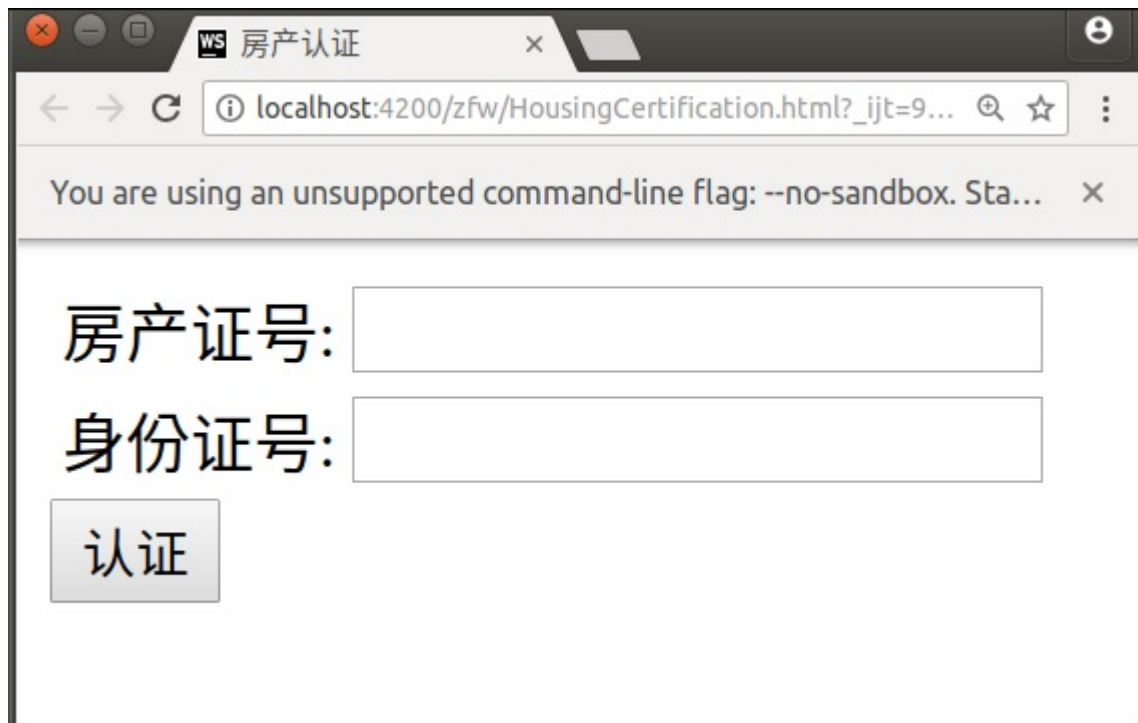 WS 房产认证
localhost:4200/zfw/HousingCertification.html?_ijt=9...
You are using an unsupported command-line flag: --no-sandbox. Sta...
房产证号:
身份证号:
认证